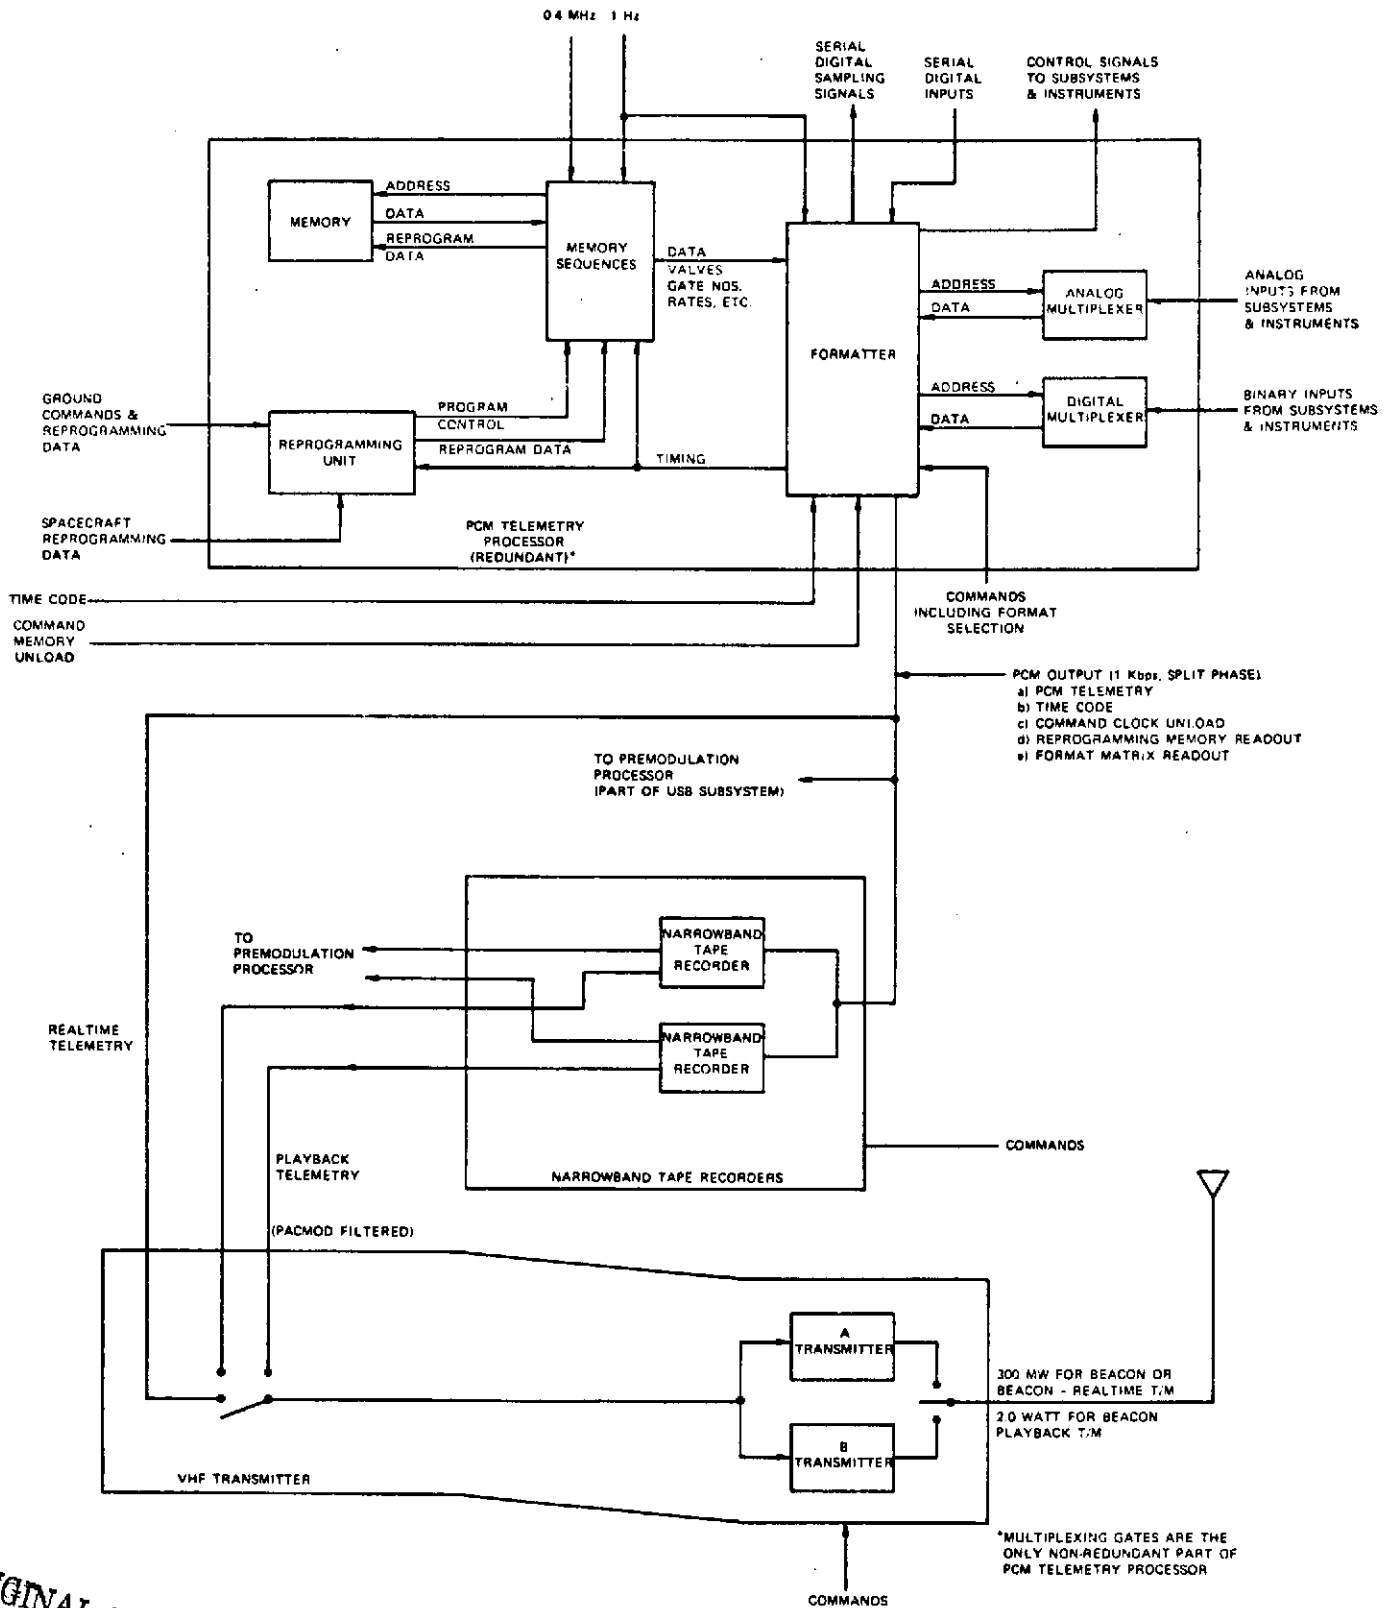 0.4 MHz 1 Hz
SERIAL
DIGITAL
SAMPLING
SIGNALS
SERIAL
DIGITAL
INPUTS
CONTROL SIGNALS
TO SUBSYSTEMS
& INSTRUMENTS
MEMORY
ADDRESS
DATA
REPROGRAM
DATA
MEMORY
SEQUENCES
DATA
VALVES
GATE NOS.
RATES, ETC.
FORMATTER
ADDRESS
DATA
ANALOG
MULTIPLEXER
ANALOG
INPUTS FROM
SUBSYSTEMS
& INSTRUMENTS
ADDRESS
DATA
DIGITAL
MULTIPLEXER
BINARY INPUTS
FROM SUBSYSTEMS
& INSTRUMENTS
GROUND
COMMANDS &
REPROGRAMMING
DATA
REPROGRAMMING
UNIT
PROGRAM
CONTROL
REPROGRAM DATA
TIMING
SPACECRAFT
REPROGRAMMING
DATA
PCM TELEMETRY
PROCESSOR
(REDUNDANT)*
TIME CODE
COMMAND
MEMORY
UNLOAD
COMMANDS
INCLUDING FORMAT
SELECTION
PCM OUTPUT (1 Kbps, SPLIT PHASE)
a) PCM TELEMETRY
b) TIME CODE
c) COMMAND CLOCK UNLOAD
d) REPROGRAMMING MEMORY READOUT
e) FORMAT MATRIX READOUT
TO PREMODULATION
PROCESSOR
(PART OF USB SUBSYSTEM)
TO
PREMODULATION
PROCESSOR
NARROWBAND
TAPE
RECORDER
NARROWBAND
TAPE
RECORDER
REALTIME
TELEMETRY
PLAYBACK
TELEMETRY
COMMANDS
NARROWBAND TAPE RECORDERS
(PACMOD FILTERED)
A
TRANSMITTER
B
TRANSMITTER
300 MW FOR BEACON OR
BEACON - REALTIME T/M
2.0 WATT FOR BEACON
PLAYBACK T/M
VHF TRANSMITTER
*MULTIPLEXING GATES ARE THE
ONLY NON-REDUNDANT PART OF
PCM TELEMETRY PROCESSOR
COMMANDS